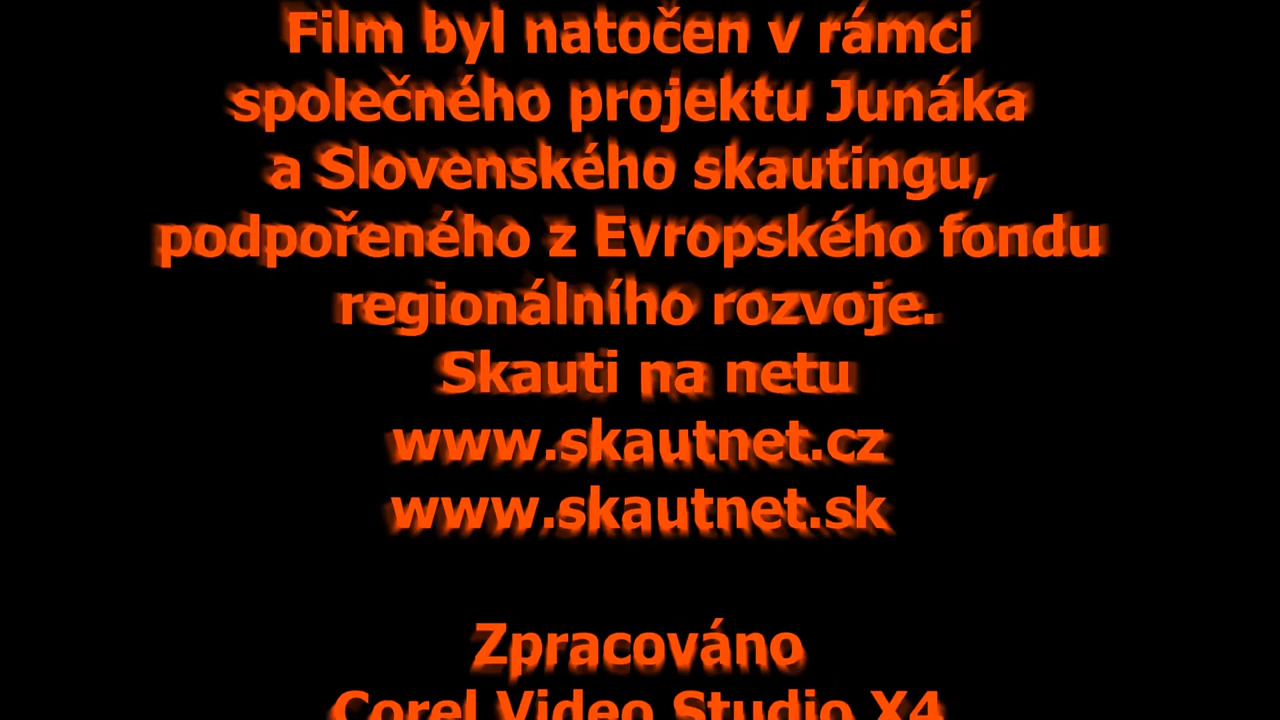 Film byl natočen v rámci
společného projektu Junáka
a Slovenského skautingu,
podpořeného z Evropského fondu
regionálního rozvoje.
Skauti na netu
www.skautnet.cz
www.skautnet.sk
Zpracováno
Corel Video Studio X4